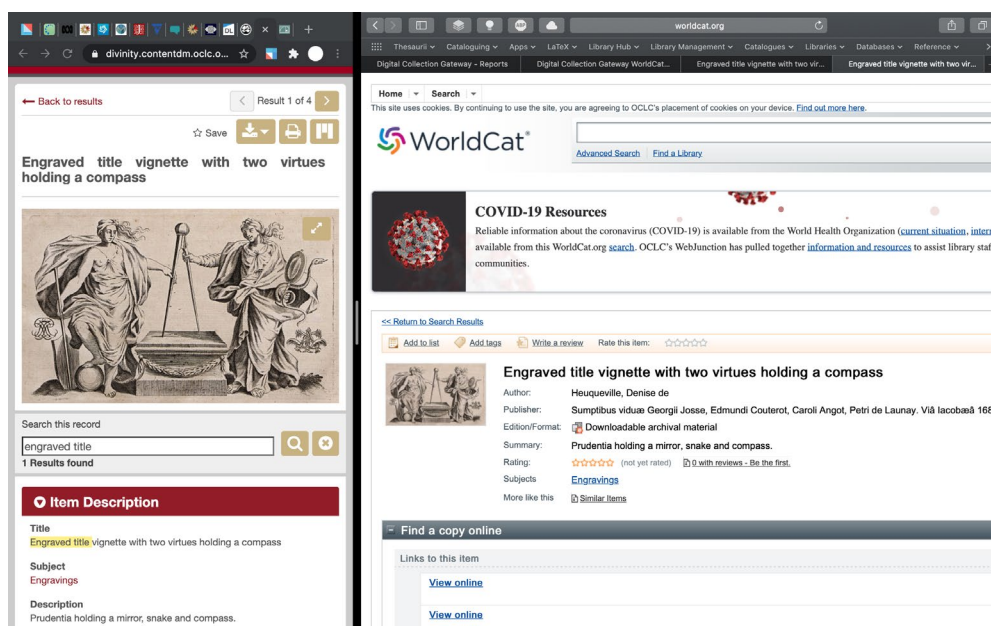 divinity.contentdm.oclc.o...
Back to results
Result 1 of 4
Save
Engraved title vignette with two virtues
holding a compass
Search this record
engraved title
1 Results found
Item Description
Title
Engraved title vignette with two virtues holding a compass
Subject
Engravings
Description
Prudentia holding a mirror, snake and compass.
worldcat.org
Thesaurii Cataloguing Apps LaTeX Library Hub Library Management Catalogues Libraries Databases Reference
Digital Collection Gateway - Reports Digital Collection Gateway WorldCat... Engraved title vignette with two vir... Engraved title vignette with two vir...
Home Search
This site uses cookies. By continuing to use the site, you are agreeing to OCLC's placement of cookies on your device. Find out more here.
WorldCat
Advanced Search Find a Library
COVID-19 Resources
Reliable information about the coronavirus (COVID-19) is available from the World Health Organization (current situation, intern
available from this WorldCat.org search. OCLC's WebJunction has pulled together information and resources to assist library staf
communities.
<< Return to Search Results
Add to list Add tags Write a review Rate this item:
Engraved title vignette with two virtues holding a compass
Author: Heuqueville, Denise de
Publisher: Sumptibus viduæ Georgii Josse, Edmundi Couterot, Caroli Angot, Petri de Launay. Viâ Iacobæâ 168
Edition/Format: Downloadable archival material
Summary: Prudentia holding a mirror, snake and compass.
Rating: (not yet rated) 0 with reviews - Be the first.
Subjects Engravings
More like this Similar Items
Find a copy online
Links to this item
View online
View online